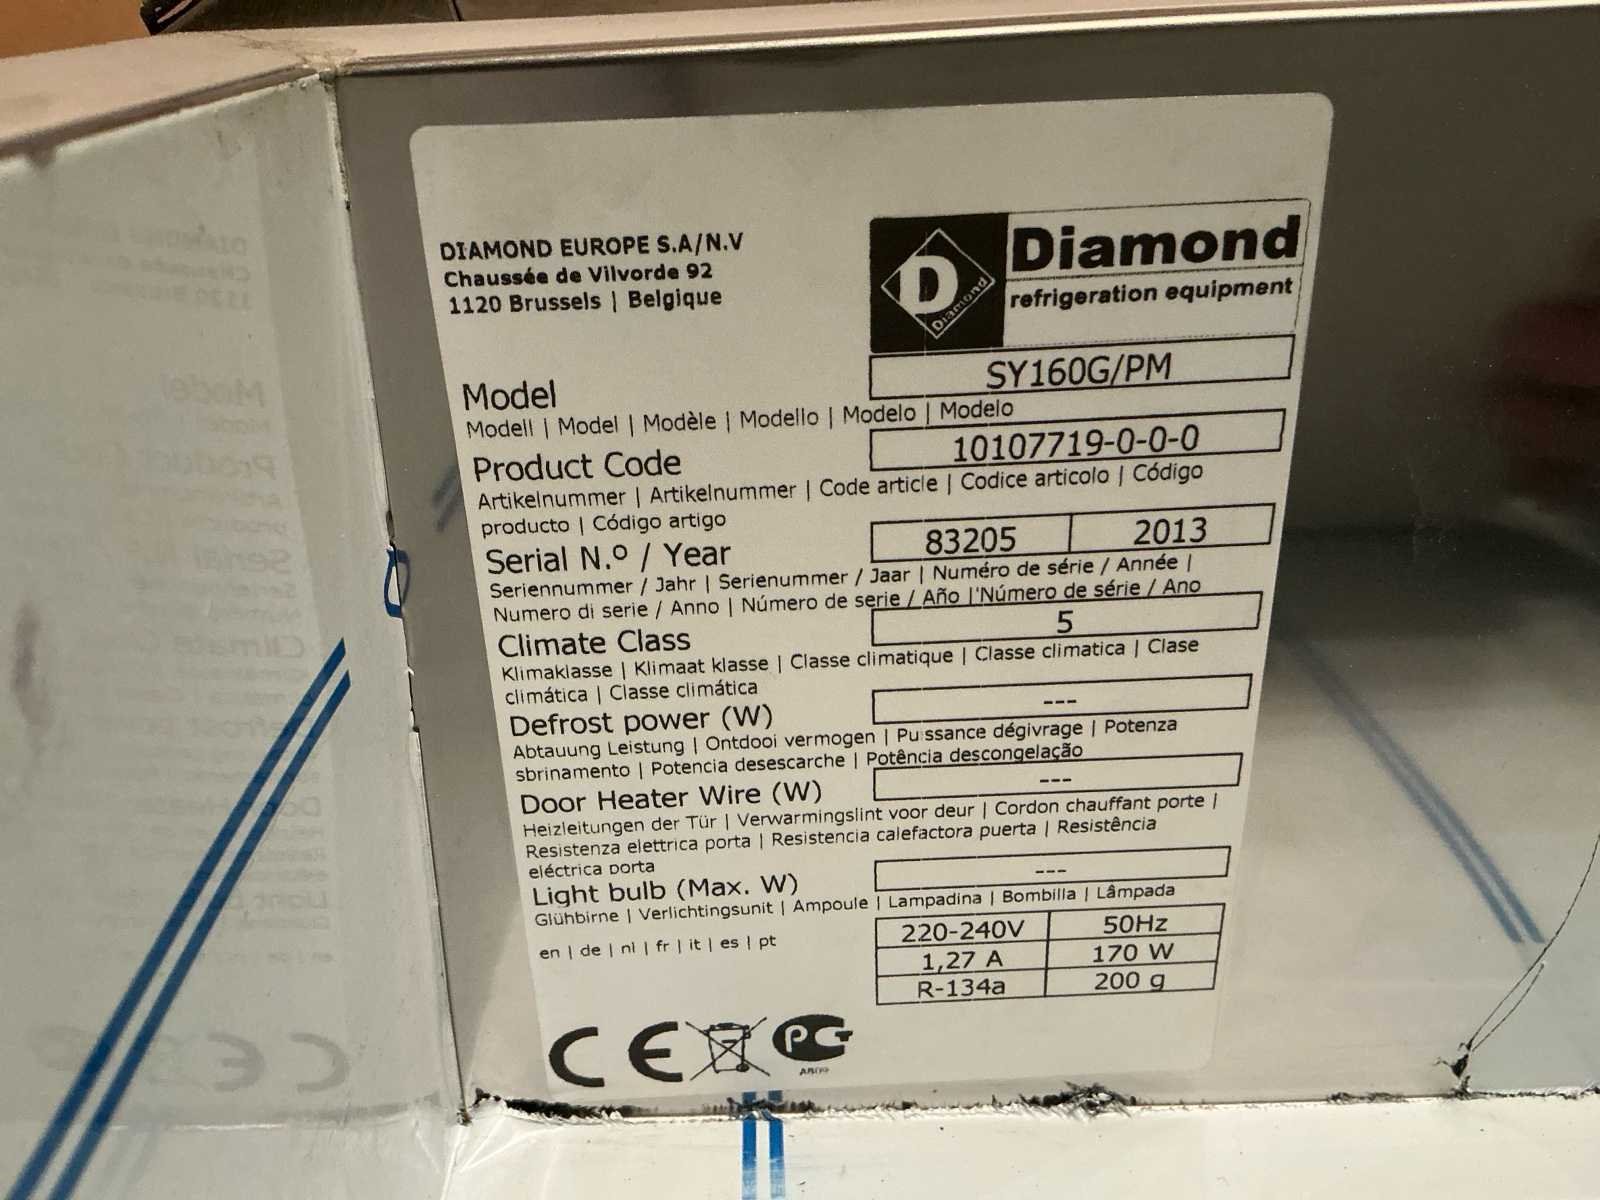 DIAMOND EUROPE S.A/N.V
Chaussée de Vilvorde 92
1120 Brussels | Belgique
D
Diamond
Diamond
refrigeration equipment
Model
SY160G/PM
Modell | Model | Modèle | Modello | Modelo | Modelo
Product Code
10107719-0-0-0
Artikelnummer | Artikelnummer | Code article | Codice articolo | Código
producto | Código artigo
Serial N.º / Year
83205 2013
Seriennummer / Jahr | Serienummer / Jaar | Numéro de série / Année |
Numero di serie / Anno | Número de serie / Año |'Número de série / Ano
Climate Class
5
Klimaklasse | Klimaat klasse | Classe climatique | Classe climatica | Clase
climática | Classe climática
Defrost power (W)
---
Abtauung Leistung | Ontdooi vermogen | Puissance dégivrage | Potenza
sbrinamento | Potencia desescarche | Potência descongelação
Door Heater Wire (W)
---
Heizleitungen der Tür | Verwarmingslint voor deur | Cordon chauffant porte |
Resistenza elettrica porta | Resistencia calefactora puerta | Resistência
eléctrica porta
Light bulb (Max. W)
---
Glühbirne | Verlichtingsunit | Ampoule | Lampadina | Bombilla | Lâmpada
en | de | nl | fr | it | es | pt
220-240V 50Hz
1,27 A 170 W
R-134a 200 g
CE